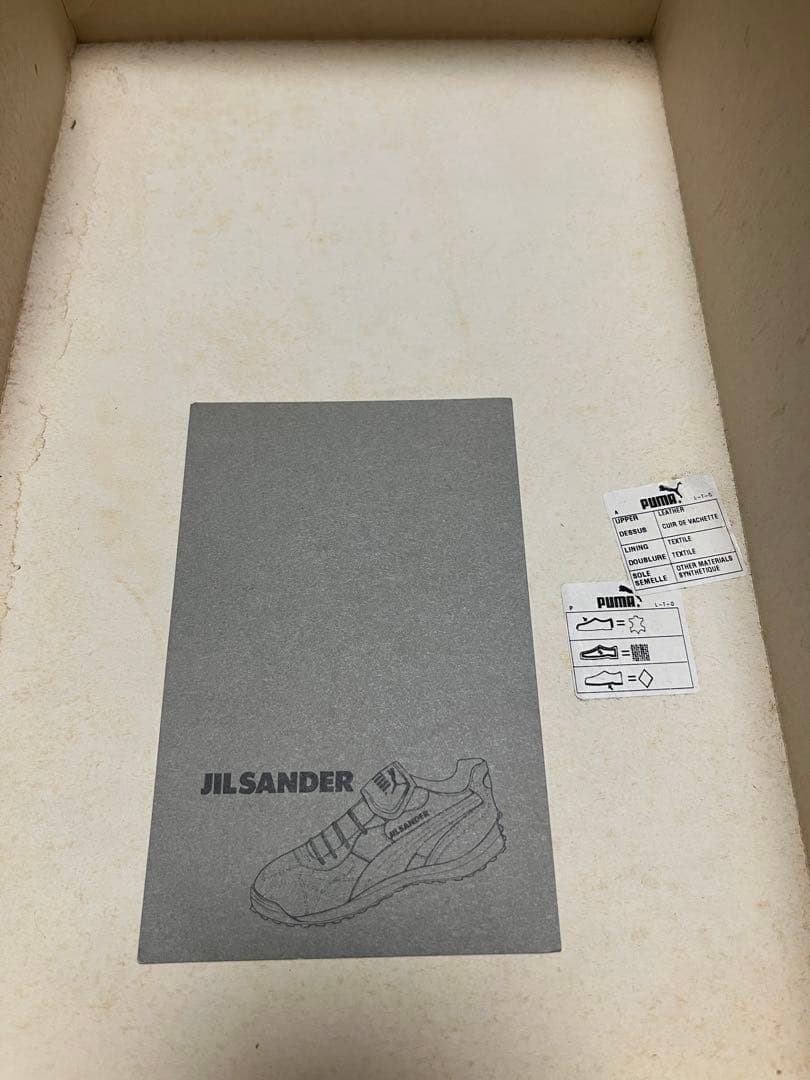 PUMA
L-T-G
A
UPPER LEATHER
DESSUS CUIR DE VACHETTE
LINING TEXTILE
DOUBLURE TEXTILE
SOLE OTHER MATERIALS
SEMELLE SYNTHETIQUE
P
PUMA
=
=
=
JIL SANDER
JILSANDER